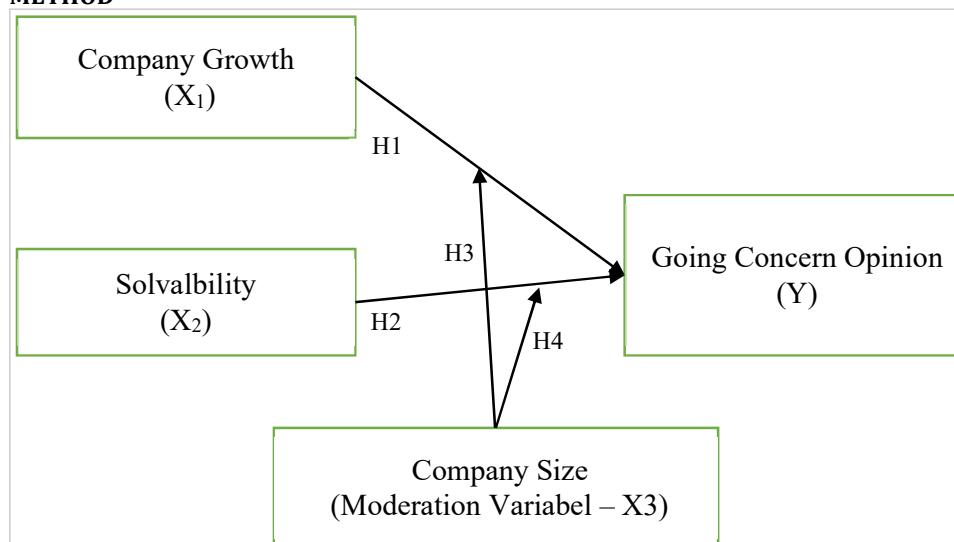 METHOD
Company Growth
(X₁)
H1
H3
Going Concern Opinion
(Y)
Solvalbility
(X₂)
H2
H4
Company Size
(Moderation Variabel – X3)